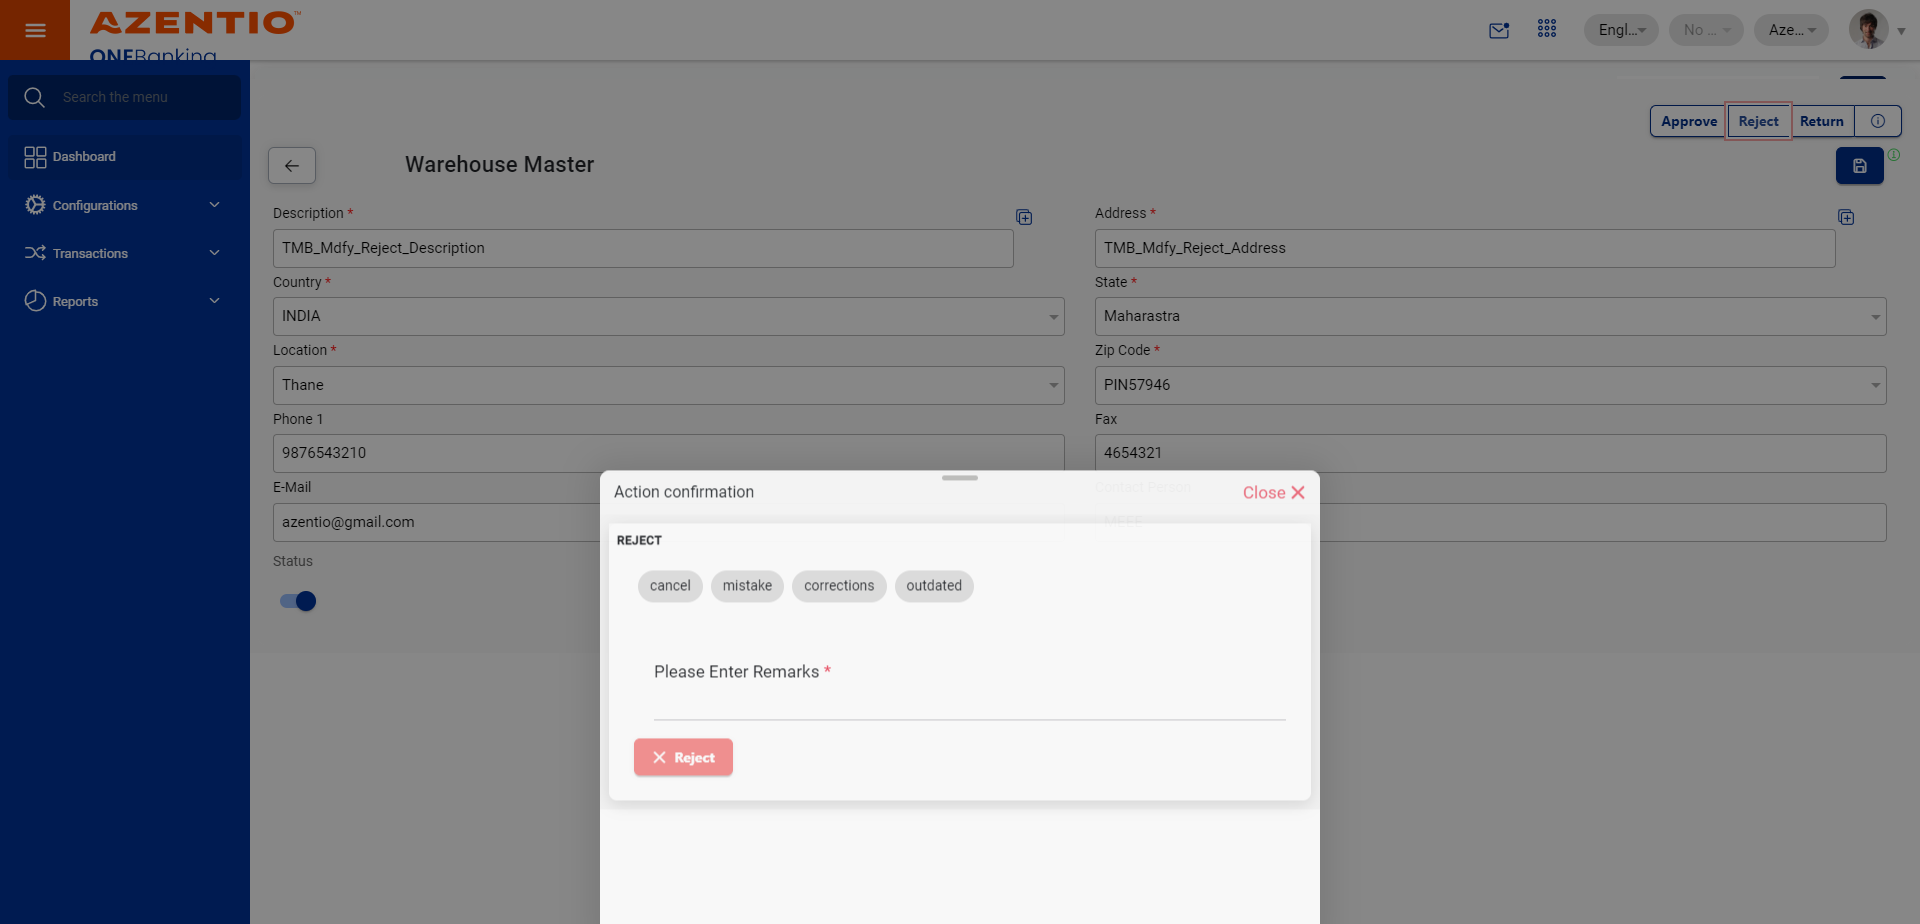 AZENTIO™
ONEBanking
Engl...
No ...
Aze...
Search the menu
Dashboard
Configurations
Transactions
Reports
Approve
Reject
Return
Warehouse Master
Description *
TMB_Mdfy_Reject_Description
Address *
TMB_Mdfy_Reject_Address
Country *
INDIA
State *
Maharastra
Location *
Thane
Zip Code *
PIN57946
Phone 1
9876543210
Fax
4654321
E-Mail
azentio@gmail.com
Contact Person
Status
Action confirmation
Close
REJECT
cancel
mistake
corrections
outdated
Please Enter Remarks *
Reject